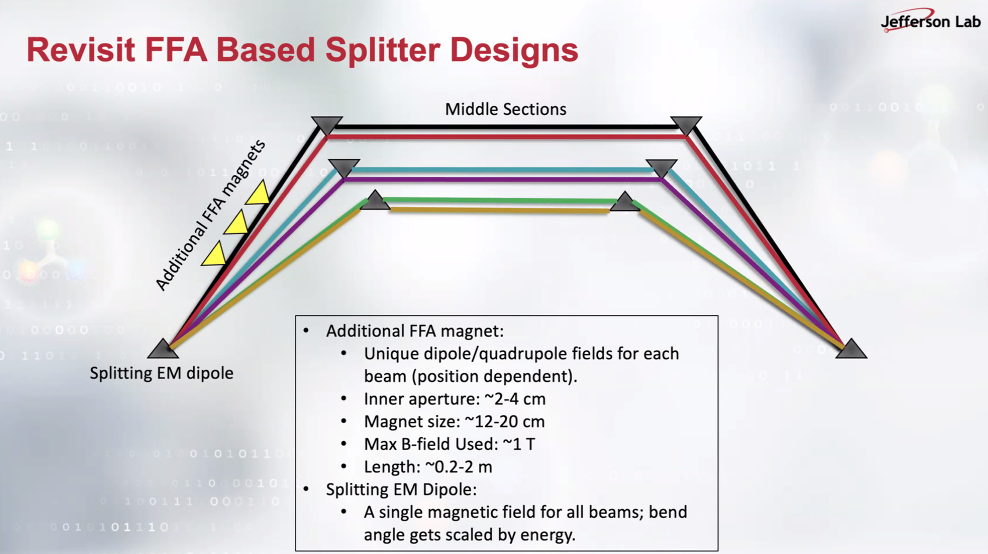 Jefferson Lab
Revisit FFA Based Splitter Designs
Middle Sections
Additional FFA magnets
Splitting EM dipole
• Additional FFA magnet:
• Unique dipole/quadrupole fields for each
beam (position dependent).
• Inner aperture: ~2-4 cm
• Magnet size: ~12-20 cm
• Max B-field Used: ~1 T
• Length: ~0.2-2 m
• Splitting EM Dipole:
• A single magnetic field for all beams; bend
angle gets scaled by energy.